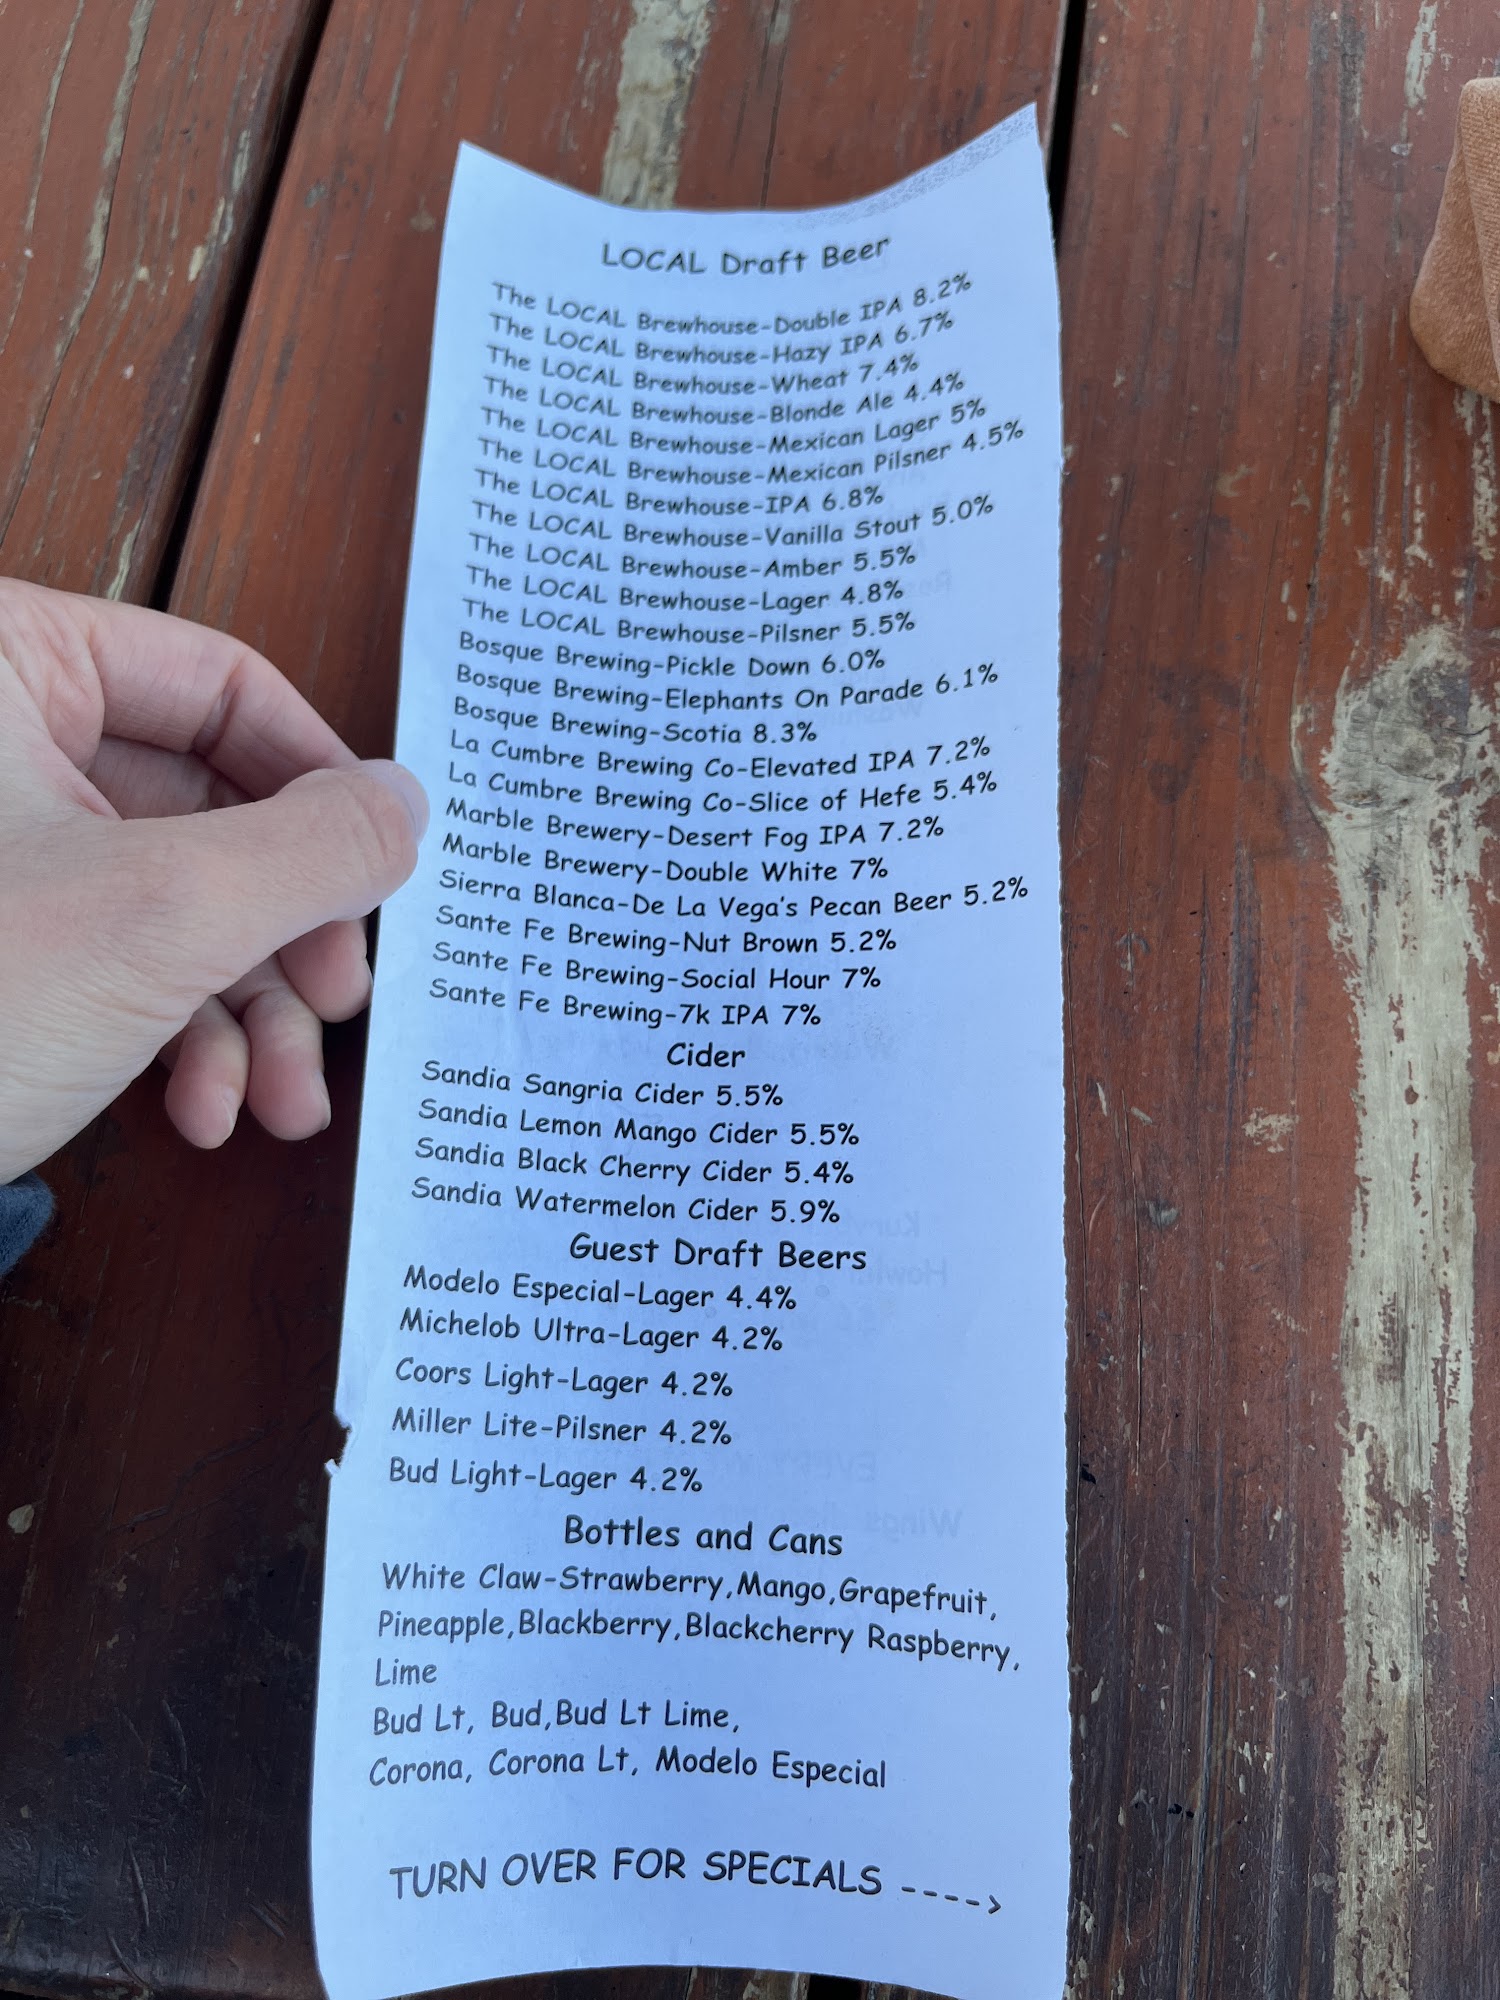 LOCAL Draft Beer
The LOCAL Brewhouse-Double IPA 8.2%
The LOCAL Brewhouse-Hazy IPA 6.7%
The LOCAL Brewhouse-Wheat 7.4%
The LOCAL Brewhouse-Blonde Ale 4.4%
The LOCAL Brewhouse-Mexican Lager 5%
The LOCAL Brewhouse-Mexican Pilsner 4.5%
The LOCAL Brewhouse-IPA 6.8%
The LOCAL Brewhouse-Vanilla Stout 5.0%
The LOCAL Brewhouse-Amber 5.5%
The LOCAL Brewhouse-Lager 4.8%
The LOCAL Brewhouse-Pilsner 5.5%
Bosque Brewing-Pickle Down 6.0%
Bosque Brewing-Elephants On Parade 6.1%
Bosque Brewing-Scotia 8.3%
La Cumbre Brewing Co-Elevated IPA 7.2%
La Cumbre Brewing Co-Slice of Hefe 5.4%
Marble Brewery-Desert Fog IPA 7.2%
Marble Brewery-Double White 7%
Sierra Blanca-De La Vega's Pecan Beer 5.2%
Sante Fe Brewing-Nut Brown 5.2%
Sante Fe Brewing-Social Hour 7%
Sante Fe Brewing-7k IPA 7%
Cider
Sandia Sangria Cider 5.5%
Sandia Lemon Mango Cider 5.5%
Sandia Black Cherry Cider 5.4%
Sandia Watermelon Cider 5.9%
Guest Draft Beers
Modelo Especial-Lager 4.4%
Michelob Ultra-Lager 4.2%
Coors Light-Lager 4.2%
Miller Lite-Pilsner 4.2%
Bud Light-Lager 4.2%
Bottles and Cans
White Claw-Strawberry,Mango,Grapefruit,
Pineapple,Blackberry,Blackcherry Raspberry,
Lime
Bud Lt, Bud,Bud Lt Lime,
Corona, Corona Lt, Modelo Especial
TURN OVER FOR SPECIALS ---->